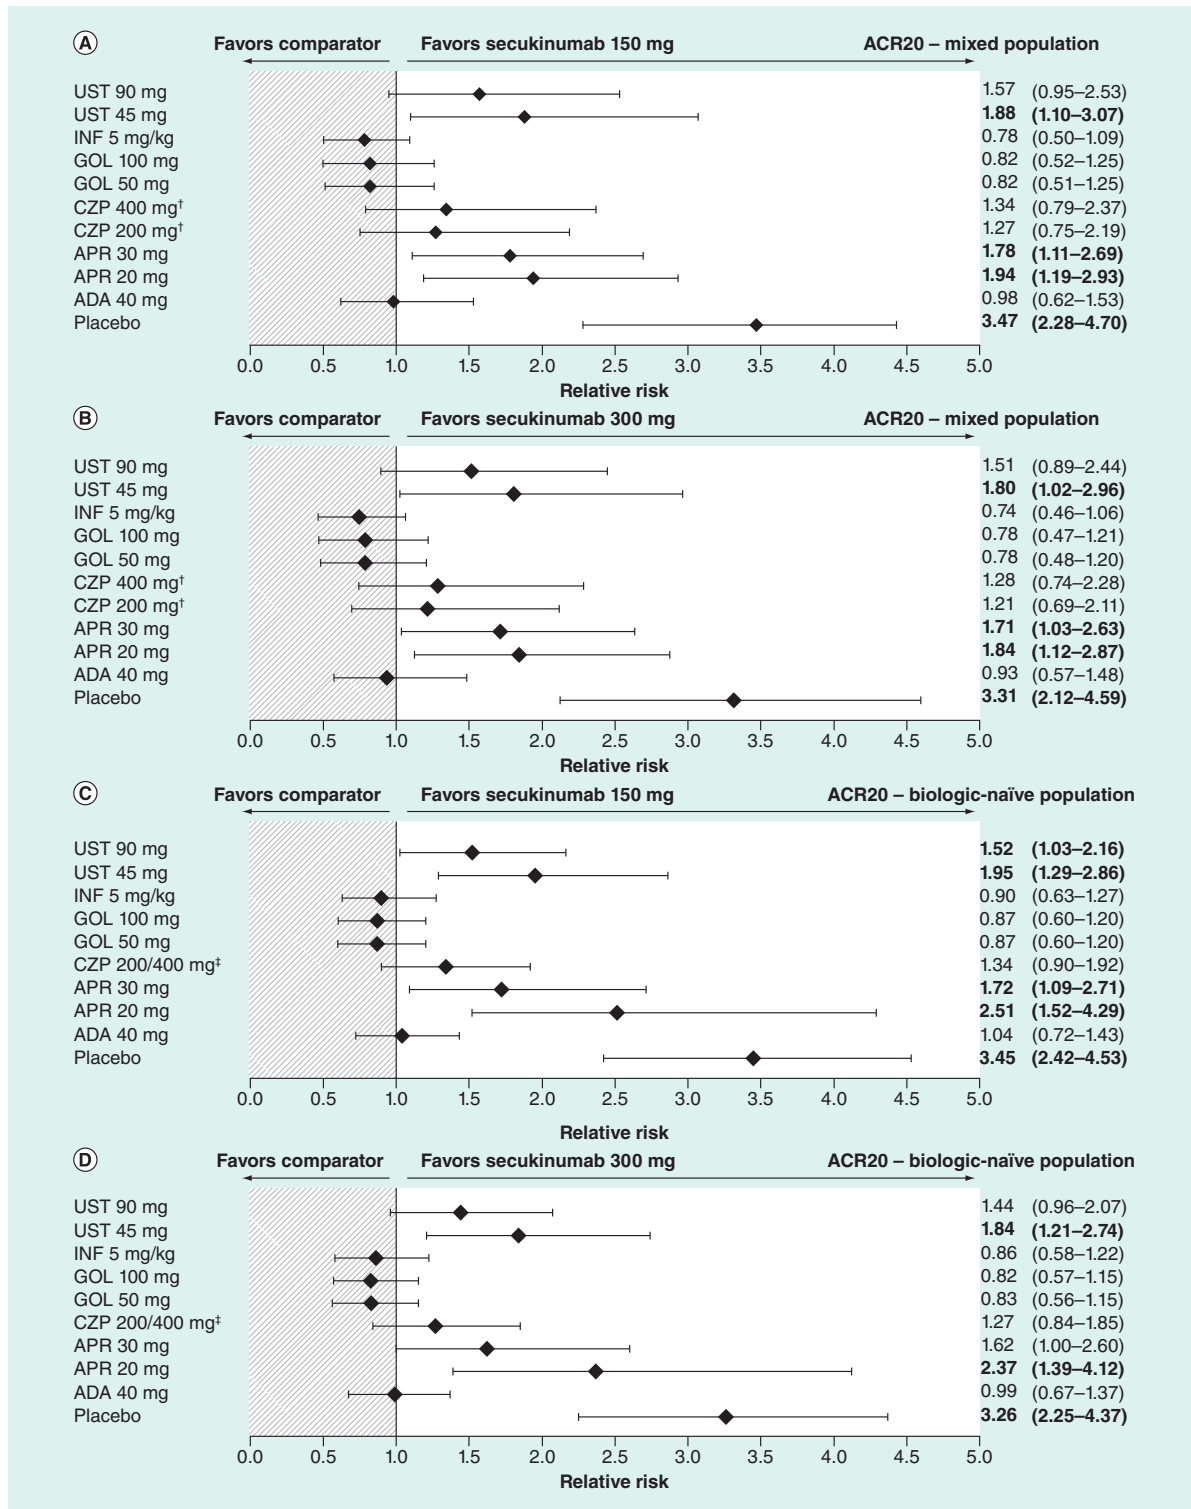 A
Favors comparator Favors secukinumab 150 mg ACR20 – mixed population
UST 90 mg 1.57 (0.95–2.53)
UST 45 mg 1.88 (1.10–3.07)
INF 5 mg/kg 0.78 (0.50–1.09)
GOL 100 mg 0.82 (0.52–1.25)
GOL 50 mg 0.82 (0.51–1.25)
CZP 400 mg† 1.34 (0.79–2.37)
CZP 200 mg† 1.27 (0.75–2.19)
APR 30 mg 1.78 (1.11–2.69)
APR 20 mg 1.94 (1.19–2.93)
ADA 40 mg 0.98 (0.62–1.53)
Placebo 3.47 (2.28–4.70)
0.0 0.5 1.0 1.5 2.0 2.5 3.0 3.5 4.0 4.5 5.0
Relative risk
B
Favors comparator Favors secukinumab 300 mg ACR20 – mixed population
UST 90 mg 1.51 (0.89–2.44)
UST 45 mg 1.80 (1.02–2.96)
INF 5 mg/kg 0.74 (0.46–1.06)
GOL 100 mg 0.78 (0.47–1.21)
GOL 50 mg 0.78 (0.48–1.20)
CZP 400 mg† 1.28 (0.74–2.28)
CZP 200 mg† 1.21 (0.69–2.11)
APR 30 mg 1.71 (1.03–2.63)
APR 20 mg 1.84 (1.12–2.87)
ADA 40 mg 0.93 (0.57–1.48)
Placebo 3.31 (2.12–4.59)
0.0 0.5 1.0 1.5 2.0 2.5 3.0 3.5 4.0 4.5 5.0
Relative risk
C
Favors comparator Favors secukinumab 150 mg ACR20 – biologic-naïve population
UST 90 mg 1.52 (1.03–2.16)
UST 45 mg 1.95 (1.29–2.86)
INF 5 mg/kg 0.90 (0.63–1.27)
GOL 100 mg 0.87 (0.60–1.20)
GOL 50 mg 0.87 (0.60–1.20)
CZP 200/400 mg‡ 1.34 (0.90–1.92)
APR 30 mg 1.72 (1.09–2.71)
APR 20 mg 2.51 (1.52–4.29)
ADA 40 mg 1.04 (0.72–1.43)
Placebo 3.45 (2.42–4.53)
0.0 0.5 1.0 1.5 2.0 2.5 3.0 3.5 4.0 4.5 5.0
Relative risk
D
Favors comparator Favors secukinumab 300 mg ACR20 – biologic-naïve population
UST 90 mg 1.44 (0.96–2.07)
UST 45 mg 1.84 (1.21–2.74)
INF 5 mg/kg 0.86 (0.58–1.22)
GOL 100 mg 0.82 (0.57–1.15)
GOL 50 mg 0.83 (0.56–1.15)
CZP 200/400 mg‡ 1.27 (0.84–1.85)
APR 30 mg 1.62 (1.00–2.60)
APR 20 mg 2.37 (1.39–4.12)
ADA 40 mg 0.99 (0.67–1.37)
Placebo 3.26 (2.25–4.37)
0.0 0.5 1.0 1.5 2.0 2.5 3.0 3.5 4.0 4.5 5.0
Relative risk